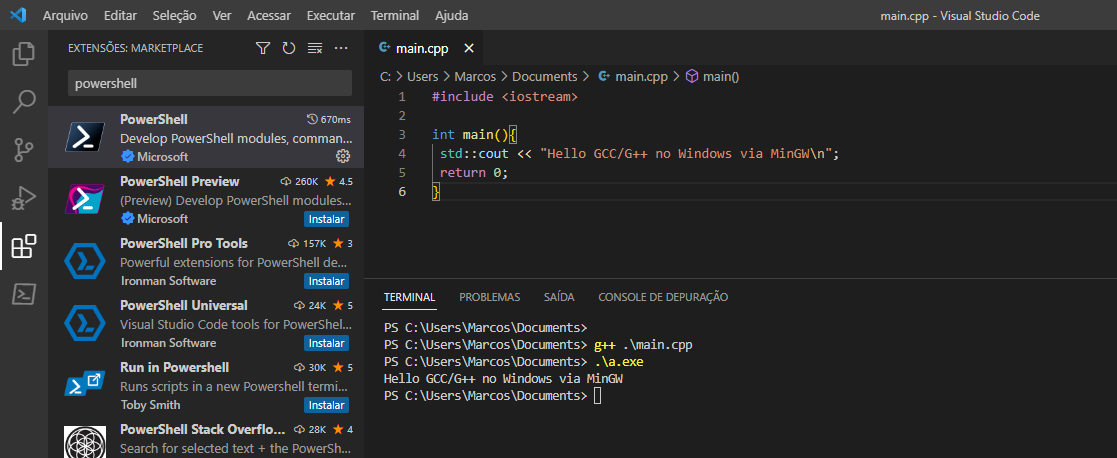 Arquivo Editar Seleção Ver Acessar Executar Terminal Ajuda main.cpp - Visual Studio Code
EXTENSÕES: MARKETPLACE
powershell
PowerShell 670ms
Develop PowerShell modules, comman...
Microsoft
PowerShell Preview 260K 4.5
(Preview) Develop PowerShell modules...
Microsoft Instalar
PowerShell Pro Tools 157K 3
Powerful extensions for PowerShell de...
Ironman Software Instalar
PowerShell Universal 24K 5
Visual Studio Code tools for PowerShel...
Ironman Software Instalar
Run in Powershell 30K 5
Runs scripts in a new Powershell termi...
Toby Smith Instalar
PowerShell Stack Overflo... 28K 4
Search for selected text + the PowerSh...
main.cpp
C: > Users > Marcos > Documents > main.cpp > main()
1 #include <iostream>
2
3 int main(){
4 std::cout << "Hello GCC/G++ no Windows via MinGW\n";
5 return 0;
6 }
TERMINAL PROBLEMAS SAÍDA CONSOLE DE DEPURAÇÃO
PS C:\Users\Marcos\Documents>
PS C:\Users\Marcos\Documents> g++ .\main.cpp
PS C:\Users\Marcos\Documents> .\a.exe
Hello GCC/G++ no Windows via MinGW
PS C:\Users\Marcos\Documents>